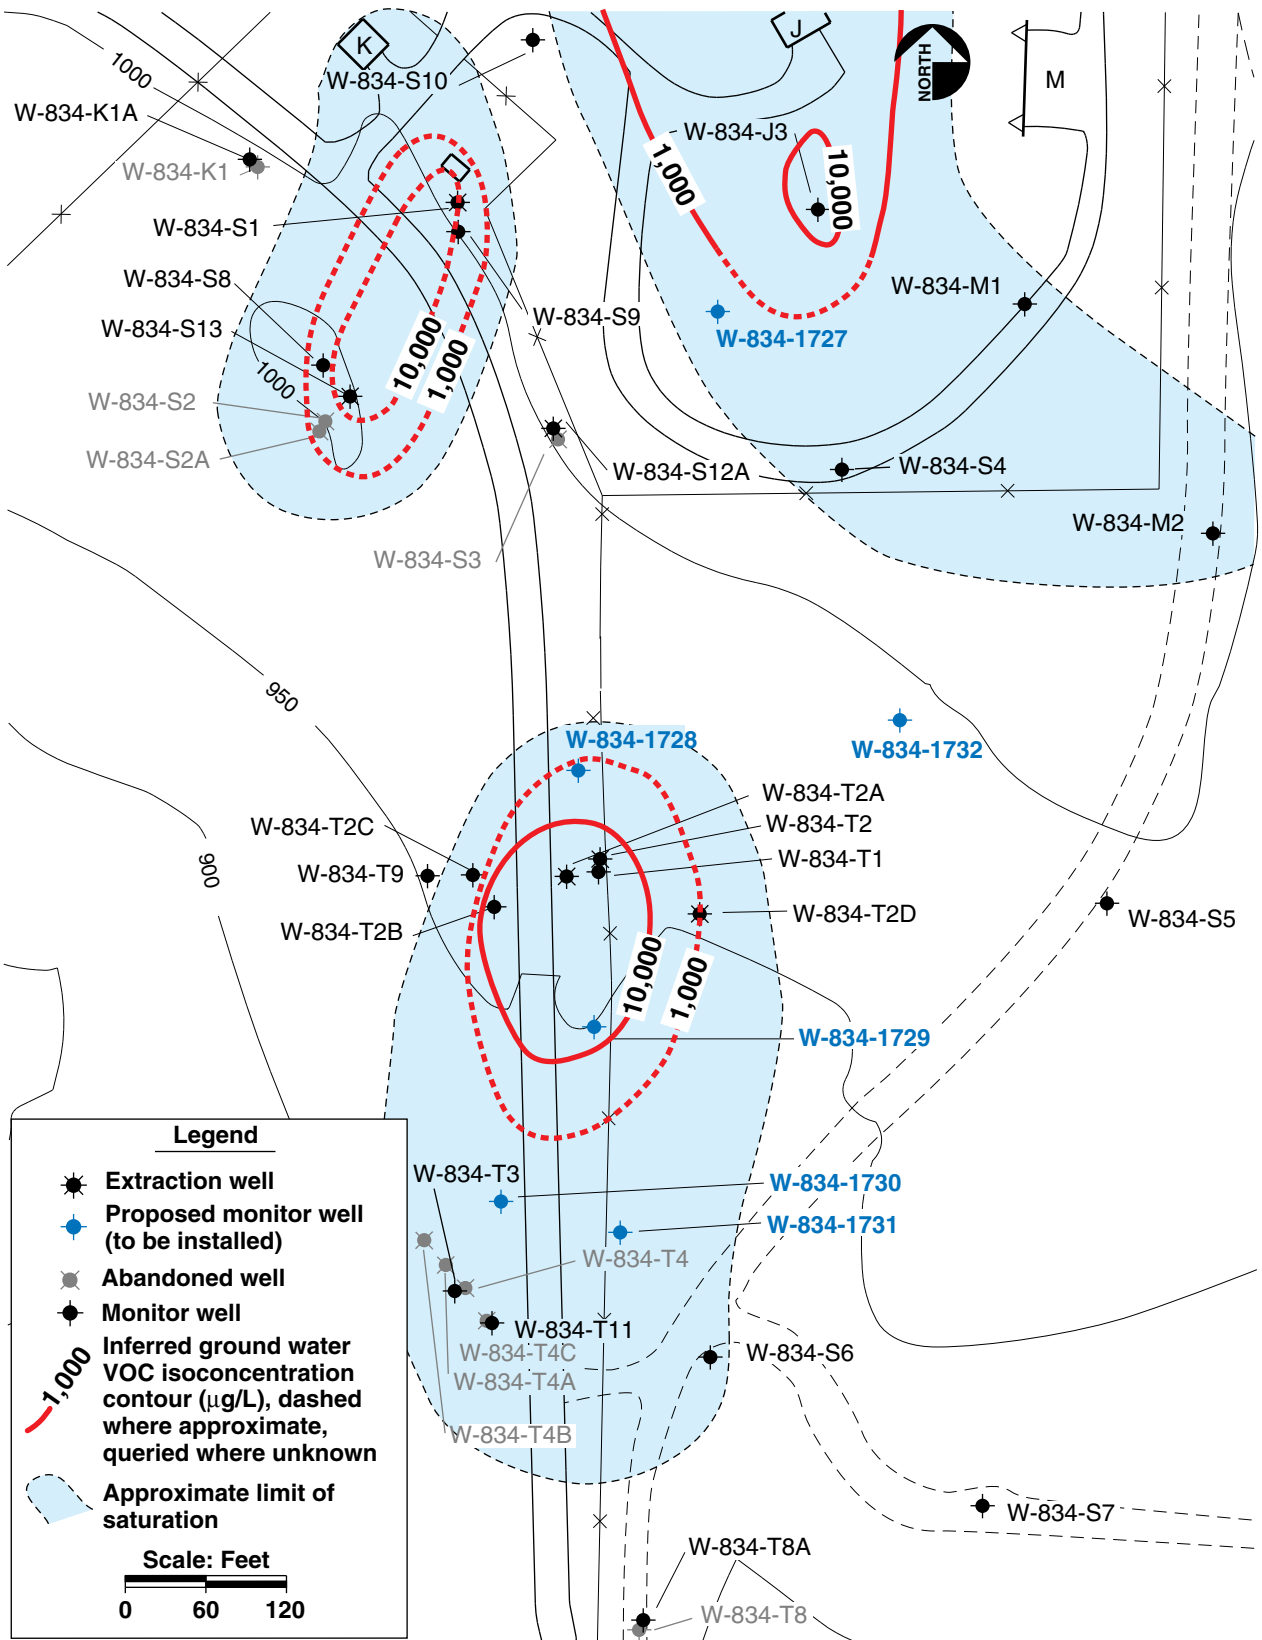 K
J
M
NORTH
1000
W-834-S10
W-834-K1A
W-834-K1
W-834-J3
1,000
10,000
W-834-S1
W-834-S8
W-834-S13
W-834-S9
W-834-M1
W-834-1727
10,000
1,000
1000
W-834-S2
W-834-S2A
W-834-S12A
W-834-S4
W-834-M2
W-834-S3
950
W-834-1728
W-834-1732
W-834-T2A
W-834-T2C
W-834-T2
900
W-834-T9
W-834-T1
W-834-T2B
W-834-T2D
W-834-S5
10,000
1,000
W-834-1729
W-834-T3
W-834-1730
W-834-1731
W-834-T4
W-834-T11
W-834-T4C
W-834-S6
W-834-T4A
W-834-T4B
W-834-S7
W-834-T8A
W-834-T8
Legend
Extraction well
Proposed monitor well
(to be installed)
Abandoned well
Monitor well
1,000
Inferred ground water
VOC isoconcentration
contour (µg/L), dashed
where approximate,
queried where unknown
Approximate limit of
saturation
Scale: Feet
0 60 120